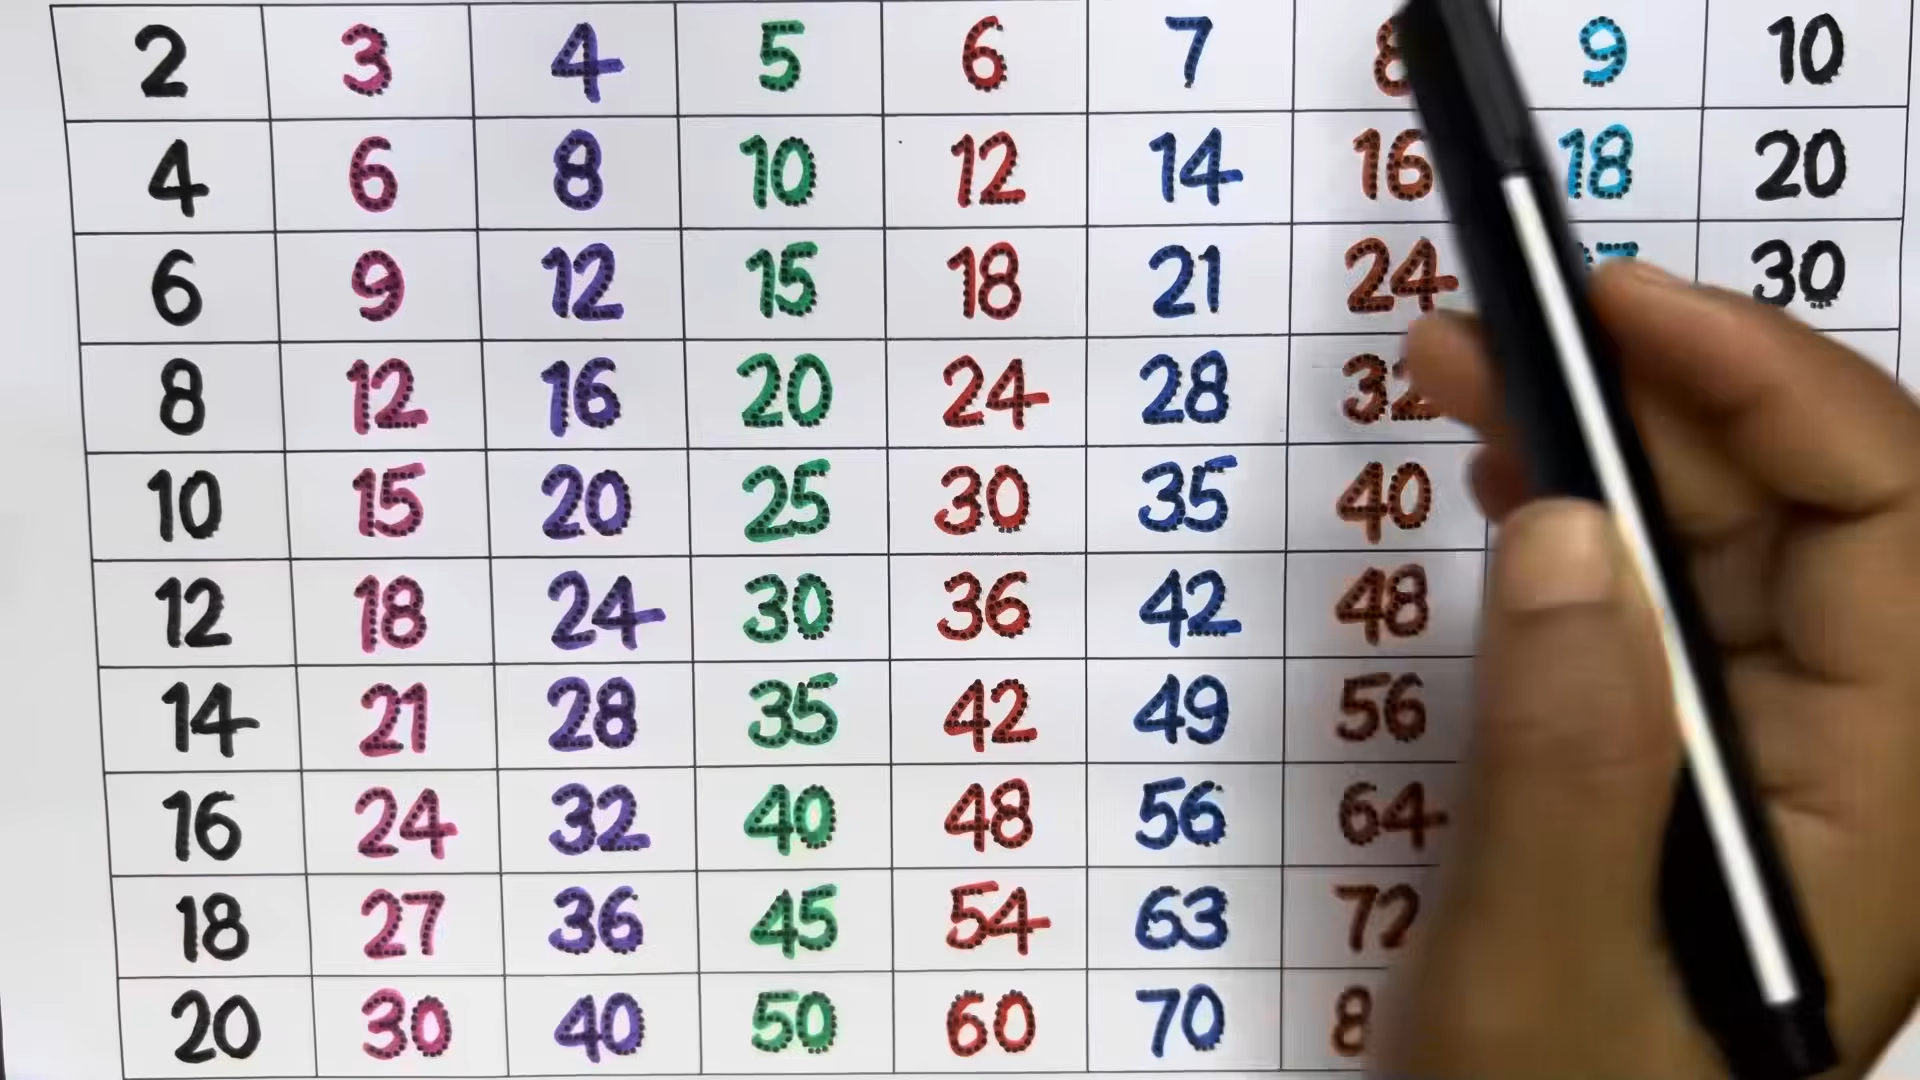 2 3 4 5 6 7 8 9 10
4 6 8 10 12 14 16 18 20
6 9 12 15 18 21 24 30
8 12 16 20 24 28 32
10 15 20 25 30 35 40
12 18 24 30 36 42 48
14 21 28 35 42 49 56
16 24 32 40 48 56 64
18 27 36 45 54 63 72
20 30 40 50 60 70